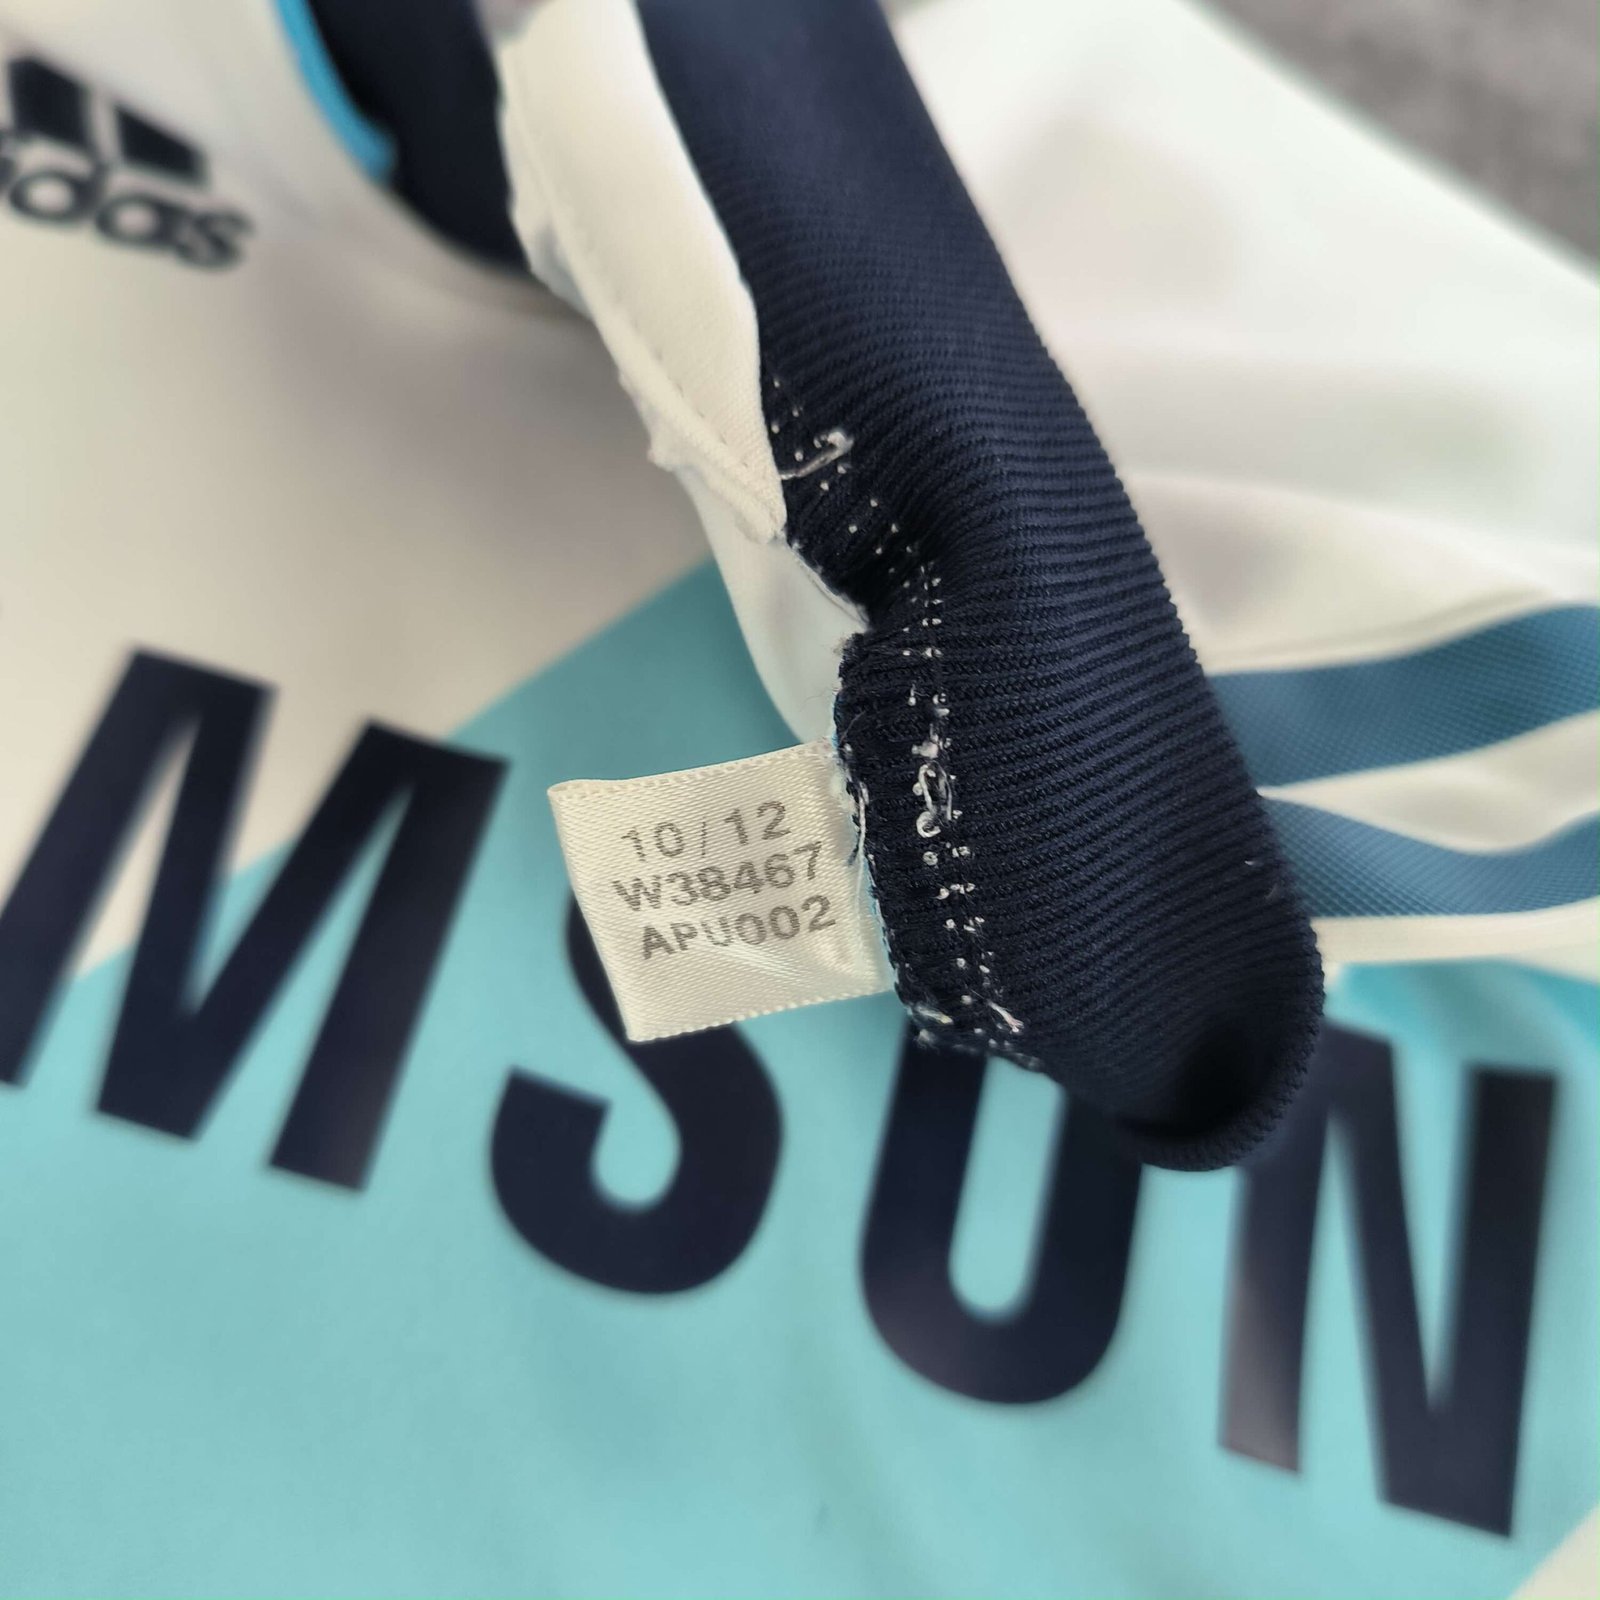 adidas
10/12
W38467
APU002
MSUN